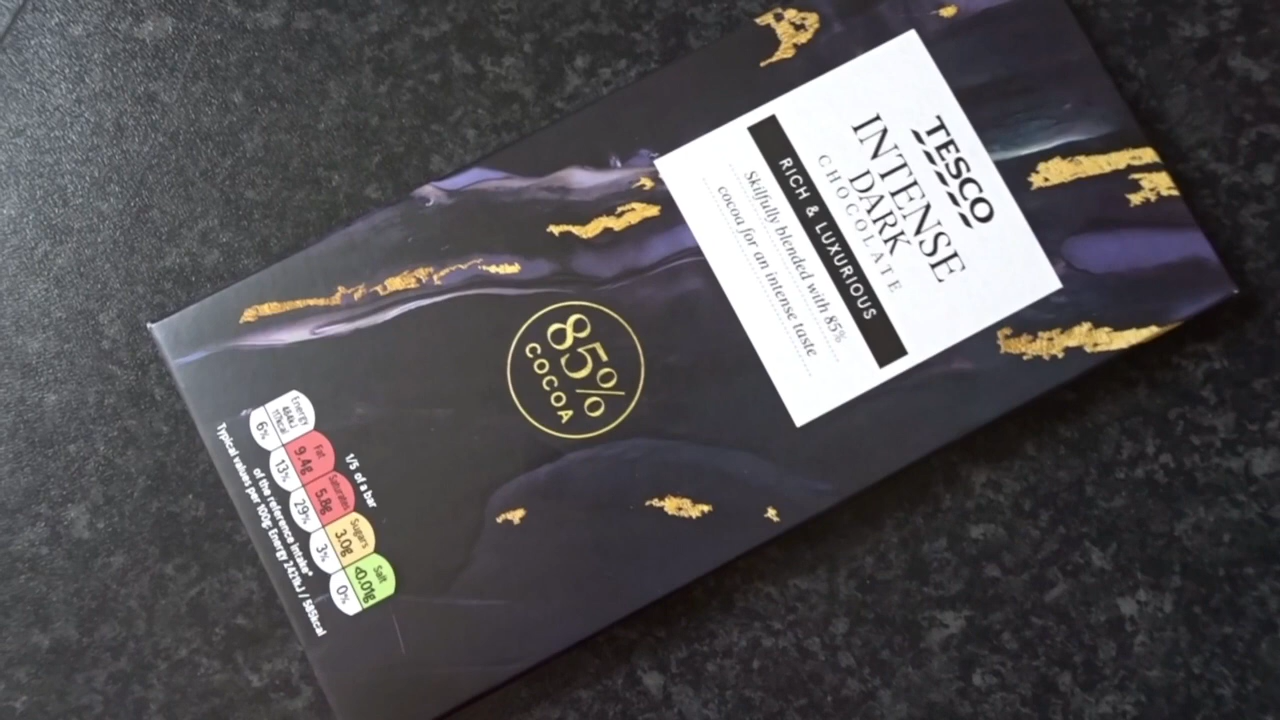 TESCO
INTENSE
DARK
CHOCOLATE
RICH & LUXURIOUS
Skilfully blended with 85%
cocoa for an intense taste
85%
COCOA
1/5 of a bar
Energy
484kJ
117kcal
6%
Fat
9.4g
13%
Saturates
5.8g
29%
Sugars
3.0g
3%
Salt
<0.01g
0%
of the reference intake*
Typical values per 100g: Energy 2421kJ / 585kcal